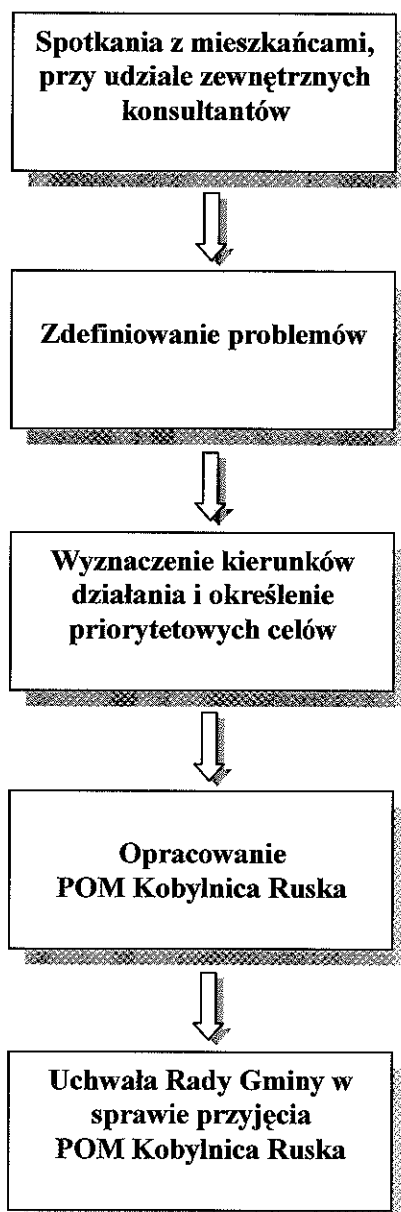 Spotkania z mieszkańcami,
przy udziale zewnętrznych
konsultantów
Zdefiniowanie problemów
Wyznaczenie kierunków
działania i określenie
priorytetowych celów
Opracowanie
POM Kobylnica Ruska
Uchwała Rady Gminy w
sprawie przyjęcia
POM Kobylnica Ruska